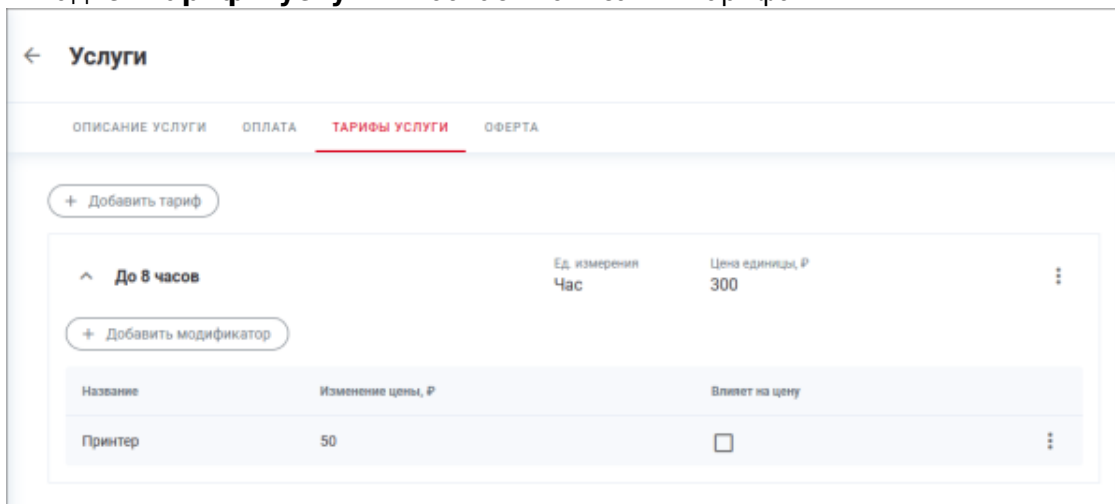 Услуги
ОПИСАНИЕ УСЛУГИ ОПЛАТА ТАРИФЫ УСЛУГИ ОФЕРТА
+ Добавить тариф
До 8 часов
Ед. измерения Цена единицы, ₽
Час 300
+ Добавить модификатор
Название Изменение цены, ₽ Влияет на цену
Принтер 50